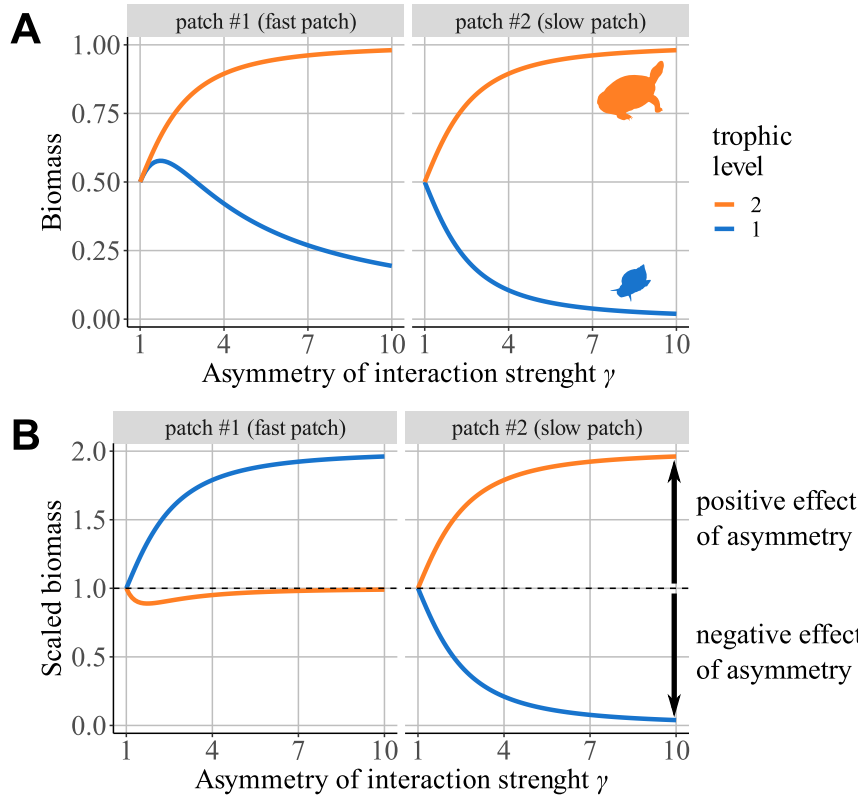 A
patch #1 (fast patch)
patch #2 (slow patch)
1.00
0.75
0.50
0.25
0.00
Biomass
1 4 7 10
1 4 7 10
Asymmetry of interaction strenght γ
trophic
level
2
1
B
patch #1 (fast patch)
patch #2 (slow patch)
2.0
1.5
1.0
0.5
0.0
Scaled biomass
1 4 7 10
1 4 7 10
Asymmetry of interaction strenght γ
positive effect
of asymmetry
negative effect
of asymmetry